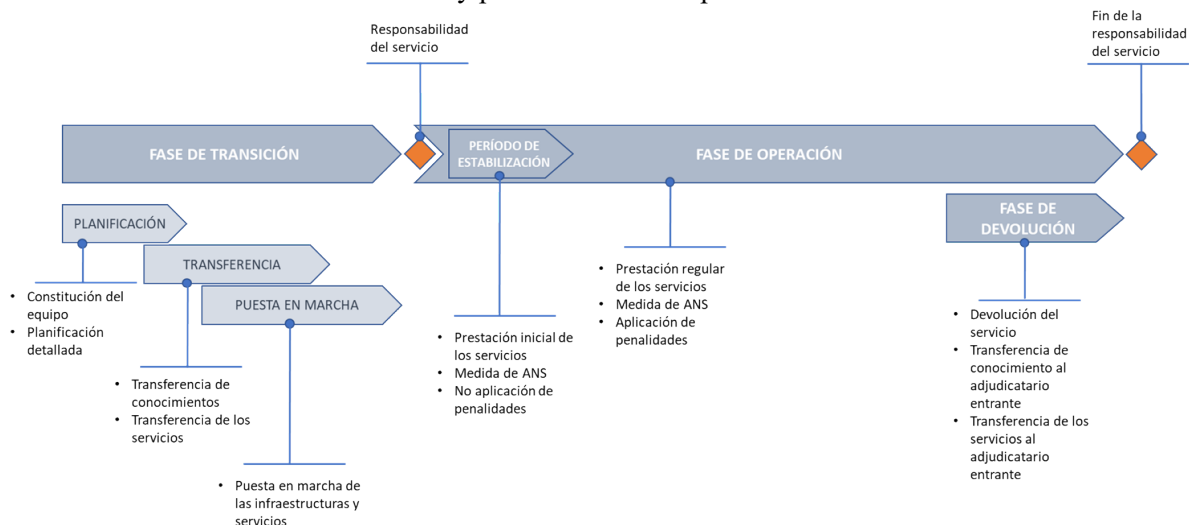 Responsabilidad
del servicio
Fin de la
responsabilidad
del servicio
FASE DE TRANSICIÓN
PERÍODO DE
ESTABILIZACIÓN
FASE DE OPERACIÓN
FASE DE
DEVOLUCIÓN
PLANIFICACIÓN
TRANSFERENCIA
PUESTA EN MARCHA
• Constitución del
equipo
• Planificación
detallada
• Transferencia de
conocimientos
• Transferencia de los
servicios
• Puesta en marcha de
las infraestructuras y
servicios
• Prestación inicial de
los servicios
• Medida de ANS
• No aplicación de
penalidades
• Prestación regular
de los servicios
• Medida de ANS
• Aplicación de
penalidades
• Devolución del
servicio
• Transferencia de
conocimiento al
adjudicatario
entrante
• Transferencia de los
servicios al
adjudicatario
entrante